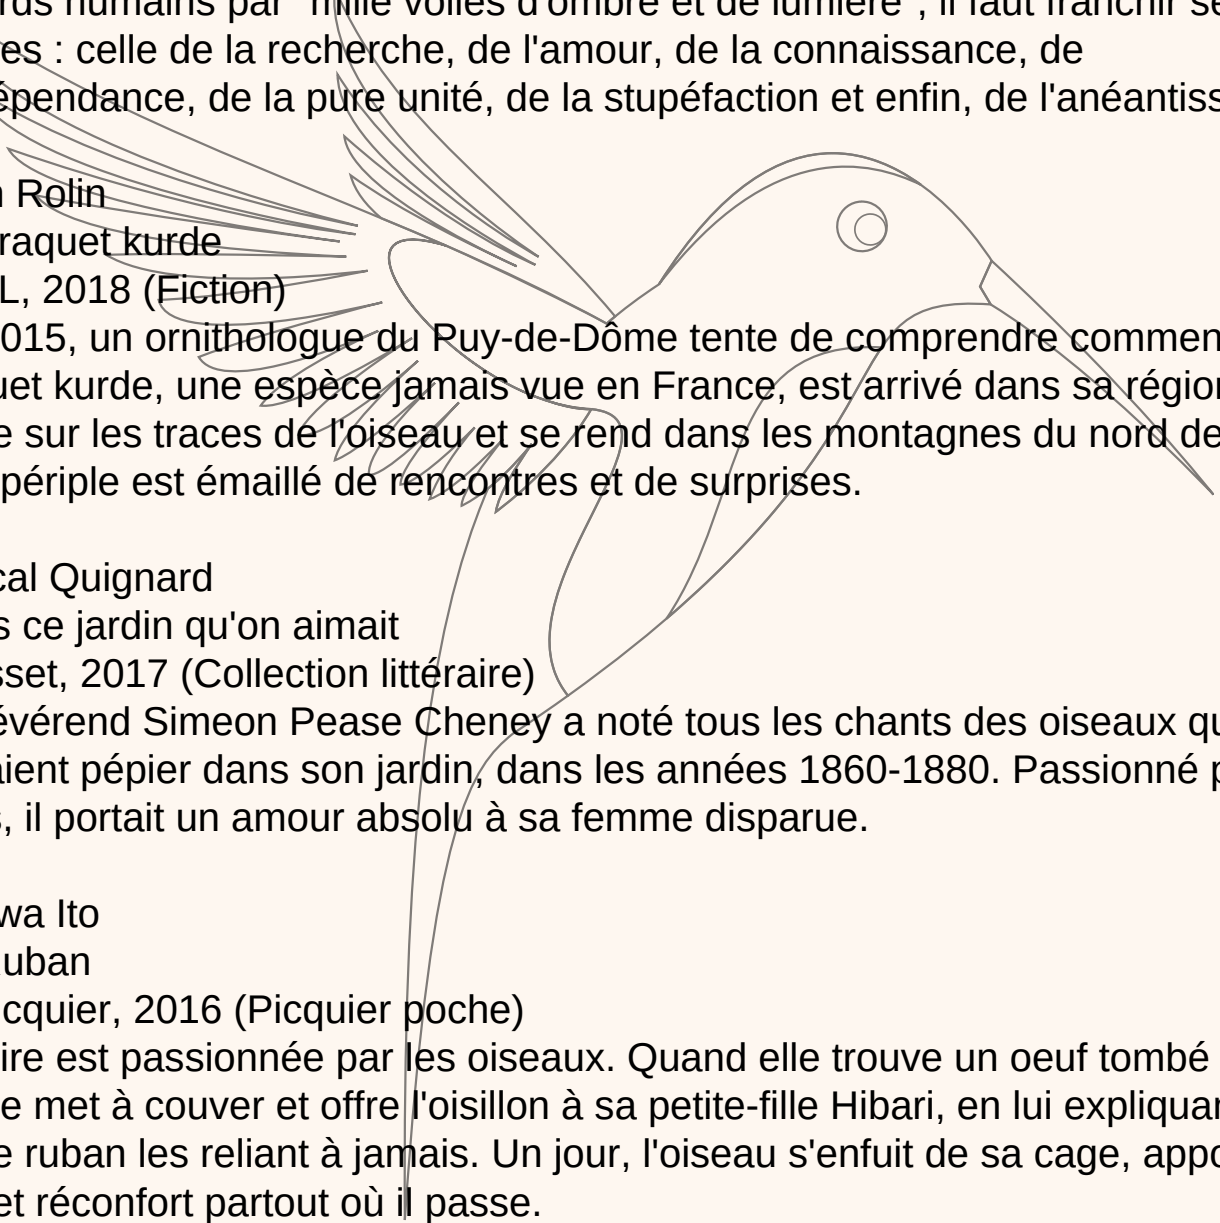 rds humains par "mille voiles d'ombre et de lumière", il faut franchir se
es : celle de la recherche, de l'amour, de la connaissance, de
épendance, de la pure unité, de la stupéfaction et enfin, de l'anéantiss
n Rolin
raquet kurde
L, 2018 (Fiction)
015, un ornithologue du Puy-de-Dôme tente de comprendre commen
uet kurde, une espèce jamais vue en France, est arrivé dans sa région
e sur les traces de l'oiseau et se rend dans les montagnes du nord de
périple est émaillé de rencontres et de surprises.
cal Quignard
s ce jardin qu'on aimait
sset, 2017 (Collection littéraire)
évérend Simeon Pease Cheney a noté tous les chants des oiseaux qu
aient pépier dans son jardin, dans les années 1860-1880. Passionné p
s, il portait un amour absolu à sa femme disparue.
wa Ito
uban
cquier, 2016 (Picquier poche)
ire est passionnée par les oiseaux. Quand elle trouve un oeuf tombé
e met à couver et offre l'oisillon à sa petite-fille Hibari, en lui expliquan
e ruban les reliant à jamais. Un jour, l'oiseau s'enfuit de sa cage, appo
et réconfort partout où il passe.